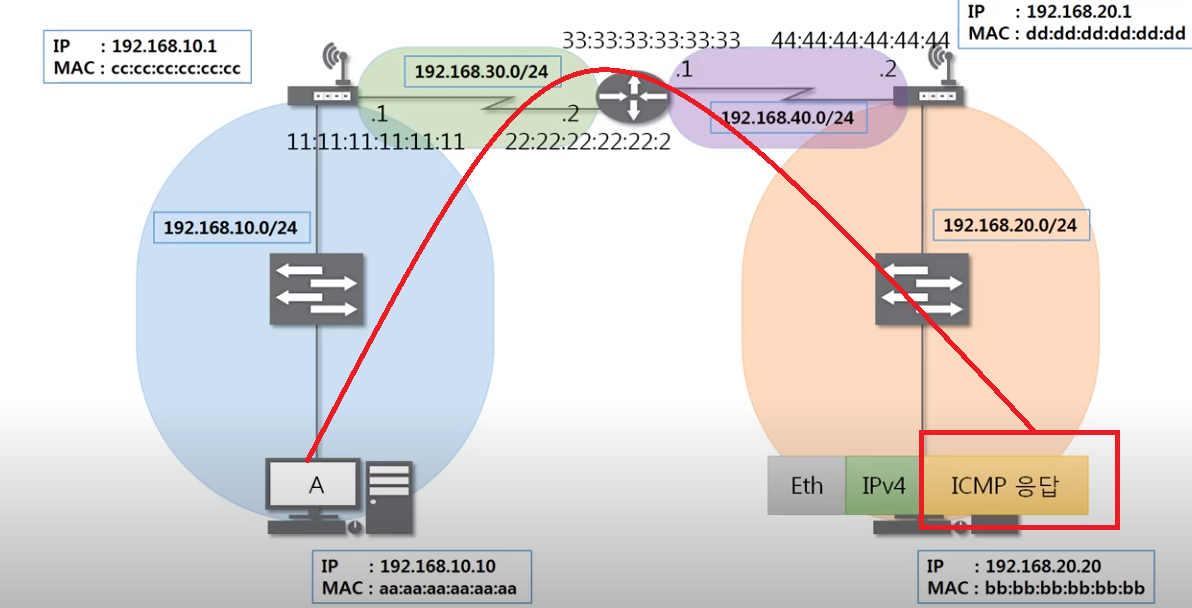 IP : 192.168.10.1
MAC : cc:cc:cc:cc:cc:cc
IP : 192.168.20.1
MAC : dd:dd:dd:dd:dd:dd
33:33:33:33:33:33
44:44:44:44:44:44
192.168.30.0/24
.1
.2
.1
.2
192.168.40.0/24
11:11:11:11:11:11
22:22:22:22:22:2
192.168.10.0/24
192.168.20.0/24
A
Eth
IPv4
ICMP 응답
IP : 192.168.10.10
MAC : aa:aa:aa:aa:aa:aa
IP : 192.168.20.20
MAC : bb:bb:bb:bb:bb:bb